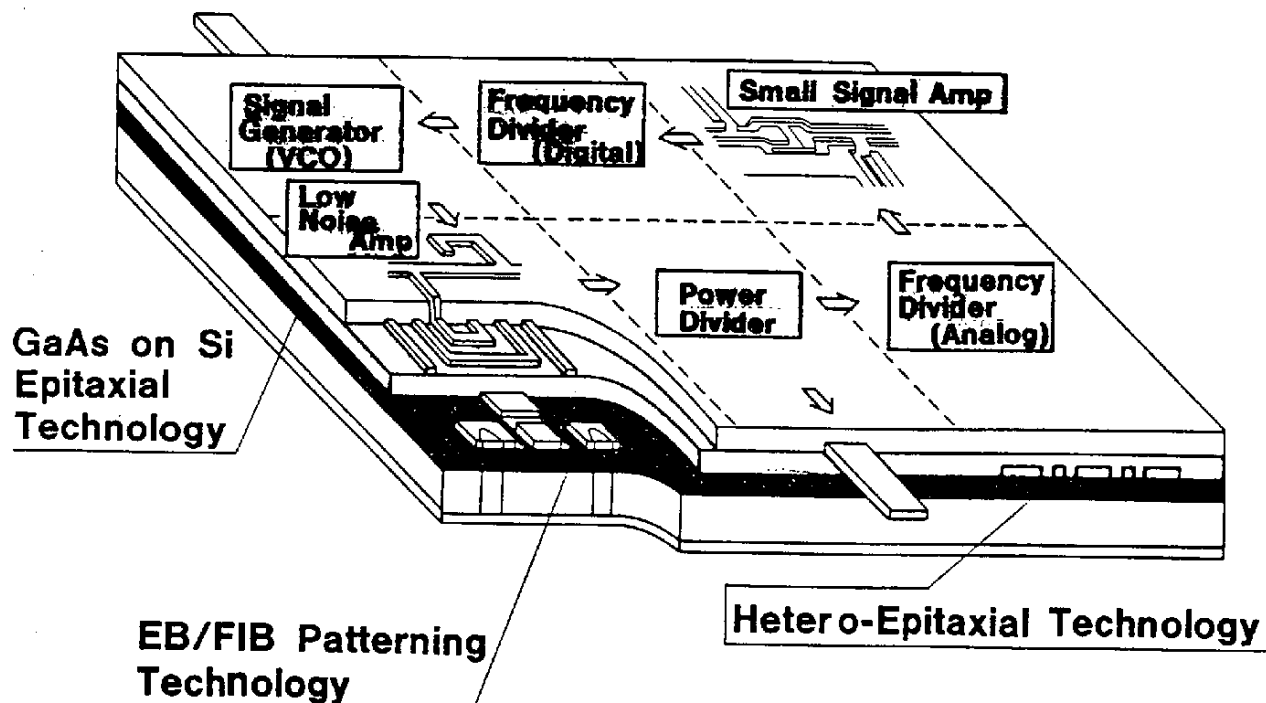 Small Signal Amp
Signal
Generator
(VCO)
Frequency
Divider
(Digital)
Low
Noise
Amp
Power
Divider
Frequency
Divider
(Analog)
GaAs on Si
Epitaxial
Technology
EB/FIB Patterning
Technology
Hetero-Epitaxial Technology